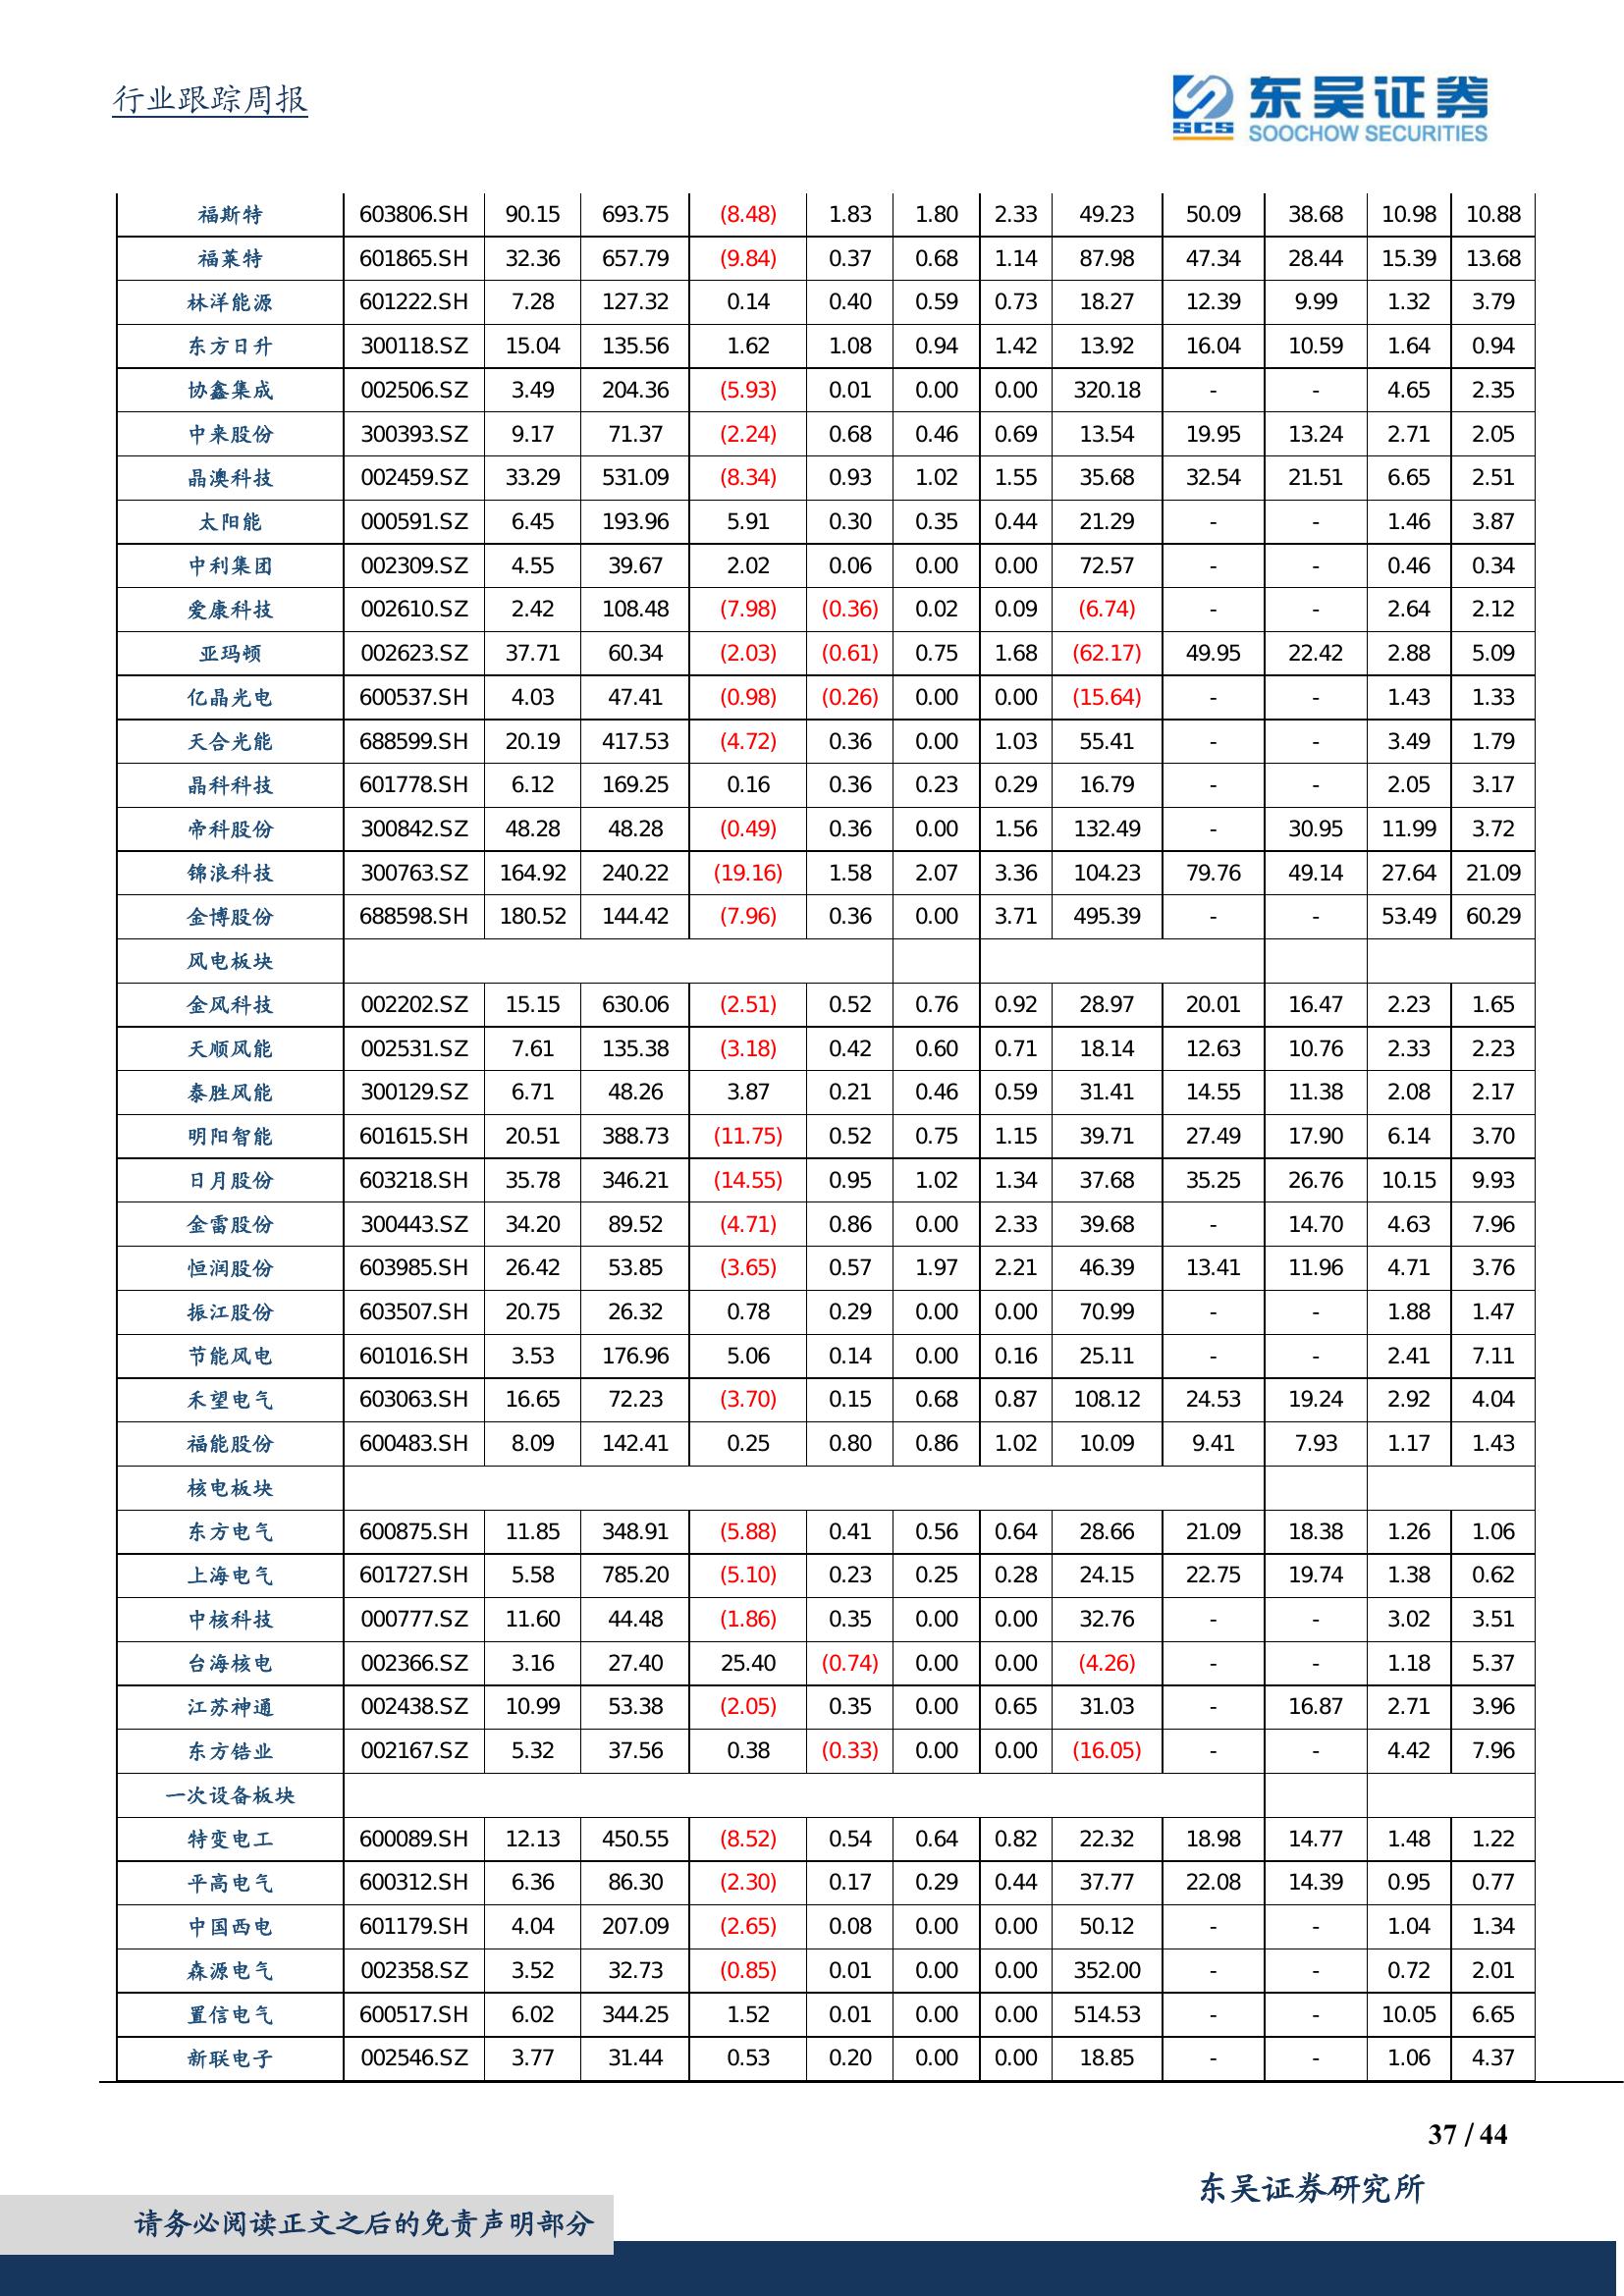 行业跟踪周报
SCS 东吴证券
SOOCHOW SECURITIES
福斯特 603806.SH 90.15 693.75 (8.48) 1.83 1.80 2.33 49.23 50.09 38.68 10.98 10.88
福莱特 601865.SH 32.36 657.79 (9.84) 0.37 0.68 1.14 87.98 47.34 28.44 15.39 13.68
林洋能源 601222.SH 7.28 127.32 0.14 0.40 0.59 0.73 18.27 12.39 9.99 1.32 3.79
东方日升 300118.SZ 15.04 135.56 1.62 1.08 0.94 1.42 13.92 16.04 10.59 1.64 0.94
协鑫集成 002506.SZ 3.49 204.36 (5.93) 0.01 0.00 0.00 320.18 - - 4.65 2.35
中来股份 300393.SZ 9.17 71.37 (2.24) 0.68 0.46 0.69 13.54 19.95 13.24 2.71 2.05
晶澳科技 002459.SZ 33.29 531.09 (8.34) 0.93 1.02 1.55 35.68 32.54 21.51 6.65 2.51
太阳能 000591.SZ 6.45 193.96 5.91 0.30 0.35 0.44 21.29 - - 1.46 3.87
中利集团 002309.SZ 4.55 39.67 2.02 0.06 0.00 0.00 72.57 - - 0.46 0.34
爱康科技 002610.SZ 2.42 108.48 (7.98) (0.36) 0.02 0.09 (6.74) - - 2.64 2.12
亚玛顿 002623.SZ 37.71 60.34 (2.03) (0.61) 0.75 1.68 (62.17) 49.95 22.42 2.88 5.09
亿晶光电 600537.SH 4.03 47.41 (0.98) (0.26) 0.00 0.00 (15.64) - - 1.43 1.33
天合光能 688599.SH 20.19 417.53 (4.72) 0.36 0.00 1.03 55.41 - - 3.49 1.79
晶科科技 601778.SH 6.12 169.25 0.16 0.36 0.23 0.29 16.79 - - 2.05 3.17
帝科股份 300842.SZ 48.28 48.28 (0.49) 0.36 0.00 1.56 132.49 - 30.95 11.99 3.72
锦浪科技 300763.SZ 164.92 240.22 (19.16) 1.58 2.07 3.36 104.23 79.76 49.14 27.64 21.09
金博股份 688598.SH 180.52 144.42 (7.96) 0.36 0.00 3.71 495.39 - - 53.49 60.29
风电板块
金风科技 002202.SZ 15.15 630.06 (2.51) 0.52 0.76 0.92 28.97 20.01 16.47 2.23 1.65
天顺风能 002531.SZ 7.61 135.38 (3.18) 0.42 0.60 0.71 18.14 12.63 10.76 2.33 2.23
泰胜风能 300129.SZ 6.71 48.26 3.87 0.21 0.46 0.59 31.41 14.55 11.38 2.08 2.17
明阳智能 601615.SH 20.51 388.73 (11.75) 0.52 0.75 1.15 39.71 27.49 17.90 6.14 3.70
日月股份 603218.SH 35.78 346.21 (14.55) 0.95 1.02 1.34 37.68 35.25 26.76 10.15 9.93
金雷股份 300443.SZ 34.20 89.52 (4.71) 0.86 0.00 2.33 39.68 - 14.70 4.63 7.96
恒润股份 603985.SH 26.42 53.85 (3.65) 0.57 1.97 2.21 46.39 13.41 11.96 4.71 3.76
振江股份 603507.SH 20.75 26.32 0.78 0.29 0.00 0.00 70.99 - - 1.88 1.47
节能风电 601016.SH 3.53 176.96 5.06 0.14 0.00 0.16 25.11 - - 2.41 7.11
禾望电气 603063.SH 16.65 72.23 (3.70) 0.15 0.68 0.87 108.12 24.53 19.24 2.92 4.04
福能股份 600483.SH 8.09 142.41 0.25 0.80 0.86 1.02 10.09 9.41 7.93 1.17 1.43
核电板块
东方电气 600875.SH 11.85 348.91 (5.88) 0.41 0.56 0.64 28.66 21.09 18.38 1.26 1.06
上海电气 601727.SH 5.58 785.20 (5.10) 0.23 0.25 0.28 24.15 22.75 19.74 1.38 0.62
中核科技 000777.SZ 11.60 44.48 (1.86) 0.35 0.00 0.00 32.76 - - 3.02 3.51
台海核电 002366.SZ 3.16 27.40 25.40 (0.74) 0.00 0.00 (4.26) - - 1.18 5.37
江苏神通 002438.SZ 10.99 53.38 (2.05) 0.35 0.00 0.65 31.03 - 16.87 2.71 3.96
东方锆业 002167.SZ 5.32 37.56 0.38 (0.33) 0.00 0.00 (16.05) - - 4.42 7.96
一次设备板块
特变电工 600089.SH 12.13 450.55 (8.52) 0.54 0.64 0.82 22.32 18.98 14.77 1.48 1.22
平高电气 600312.SH 6.36 86.30 (2.30) 0.17 0.29 0.44 37.77 22.08 14.39 0.95 0.77
中国西电 601179.SH 4.04 207.09 (2.65) 0.08 0.00 0.00 50.12 - - 1.04 1.34
森源电气 002358.SZ 3.52 32.73 (0.85) 0.01 0.00 0.00 352.00 - - 0.72 2.01
置信电气 600517.SH 6.02 344.25 1.52 0.01 0.00 0.00 514.53 - - 10.05 6.65
新联电子 002546.SZ 3.77 31.44 0.53 0.20 0.00 0.00 18.85 - - 1.06 4.37
37 / 44
东吴证券研究所
请务必阅读正文之后的免责声明部分